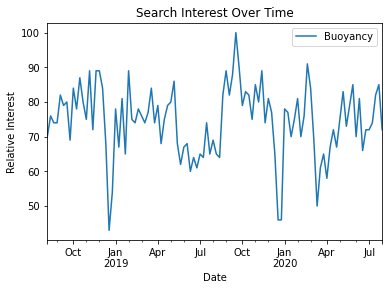 Search Interest Over Time
Buoyancy
Relative Interest
100
90
80
70
60
50
Oct Jan Apr Jul Oct Jan Apr Jul
2019 2020
Date